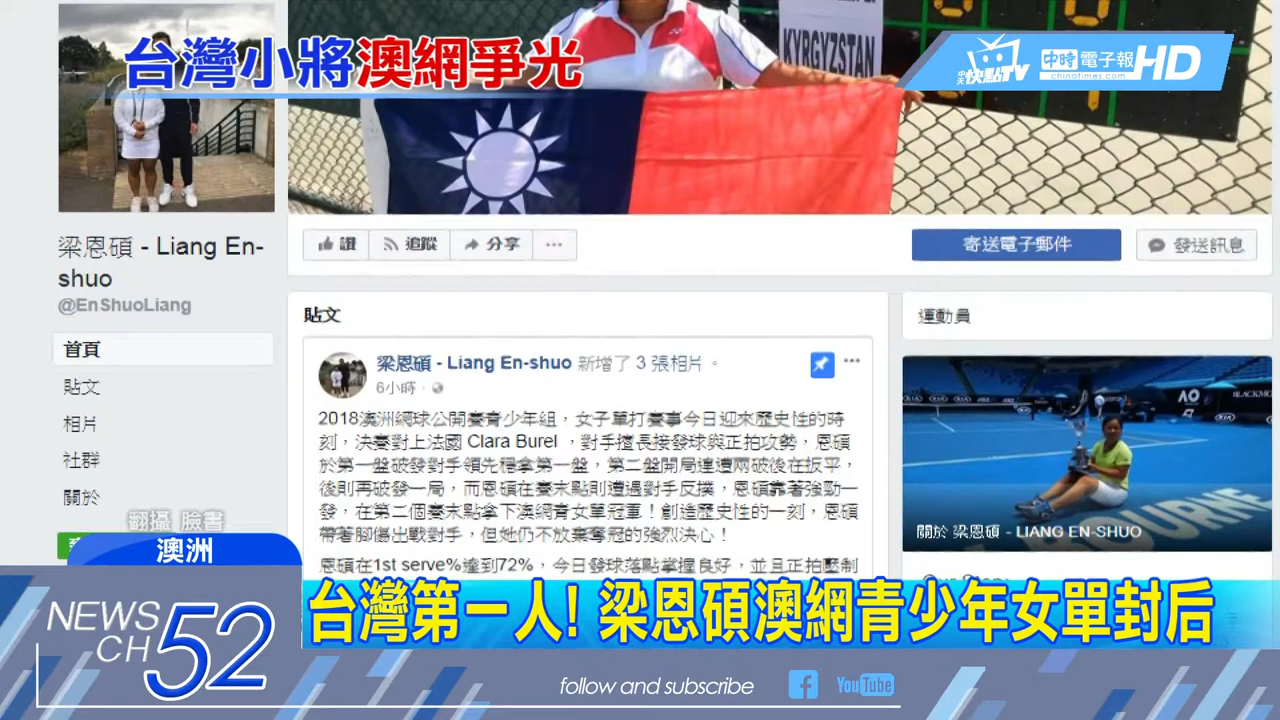 台灣小將澳網爭光
KYRGYZSTAN
中天快點TV
中時電子報HD
chinatimes.com
梁恩碩 - Liang En-
shuo
@EnShuoLiang
首頁
貼文
相片
社群
關於
讚
追蹤
分享
寄送電子郵件
發送訊息
貼文
梁恩碩 - Liang En-shuo 新增了 3 張相片。
6小時
2018澳洲網球公開賽青少年組，女子單打賽事今日迎來歷史性的時
刻，決賽對上法國 Clara Burel ，對手擅長接發球與正拍攻勢，恩碩
於第一盤破發對手領先穩拿第一盤，第二盤開局連遭兩破後在扳平，
後則再破發一局，而恩碩在賽末點則遭遇對手反撲，恩碩靠著強勁一
發，在第二個賽末點拿下澳網青女單冠軍！創造歷史性的一刻，恩碩
帶著腳傷出戰對手，但她仍不放棄奪冠的強烈決心！
恩碩在1st serve%達到72%，今日發球落點掌握良好，並且正拍壓制
運動員
AO
KIA
關於 梁恩碩 - LIANG EN-SHUO
翻攝 臉書
澳洲
台灣第一人! 梁恩碩澳網青少年女單封后
NEWS
CH 52
follow and subscribe
YouTube